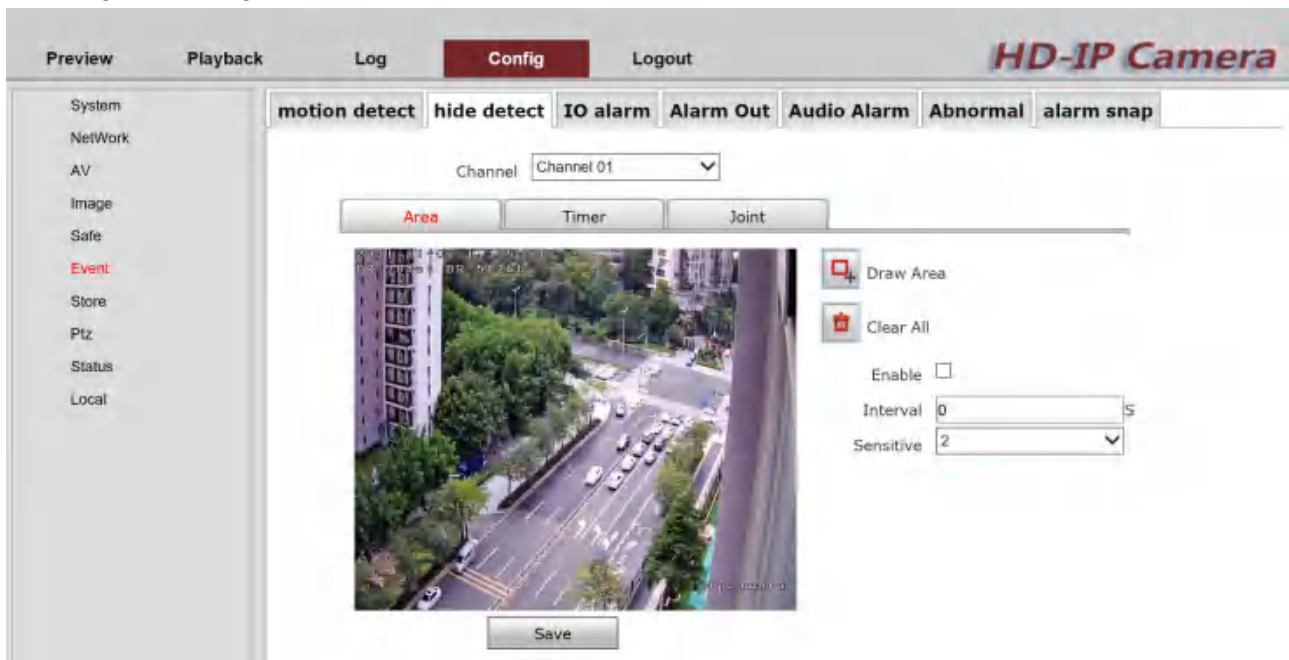 HD-IP Camera
Preview Playback Log Config Logout
System
NetWork
AV
Image
Safe
Event
Store
Ptz
Status
Local
motion detect hide detect IO alarm Alarm Out Audio Alarm Abnormal alarm snap
Channel Channel 01
Area Timer Joint
Draw Area
Clear All
Enable
Interval 0 S
Sensitive 2
Save